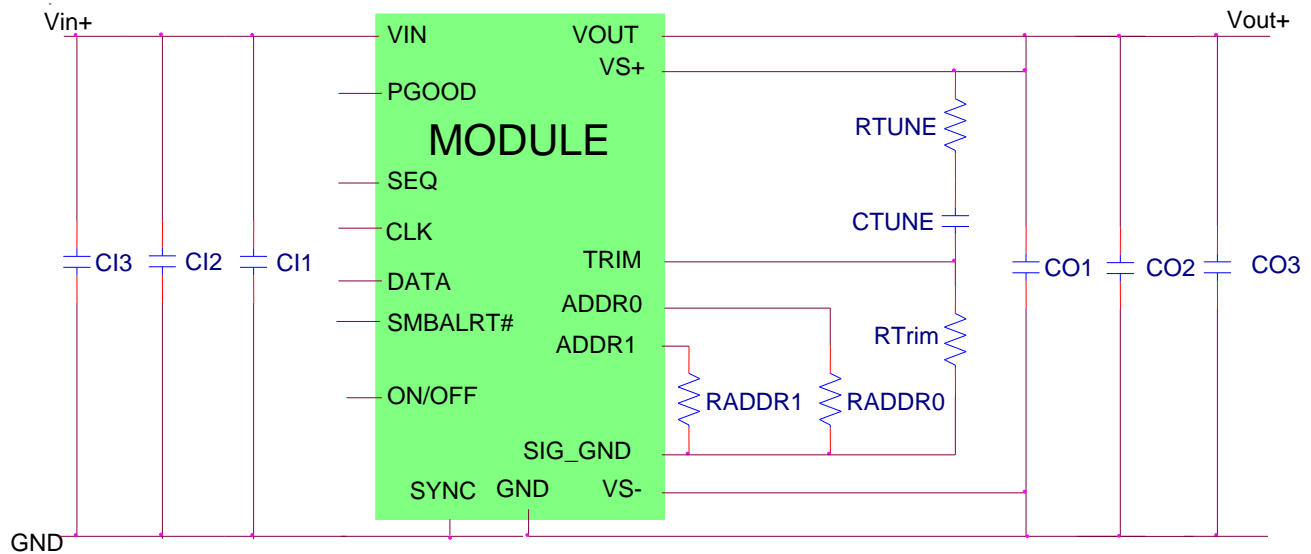 Vin+
Vout+
VIN
VOUT
VS+
PGOOD
RTUNE
MODULE
SEQ
CTUNE
CLK
TRIM
CI3
CI2
CI1
CO1
CO2
CO3
DATA
ADDR0
SMBALRT#
RTrim
ADDR1
ON/OFF
RADDR1
RADDR0
SIG_GND
SYNC
GND
VS-
GND